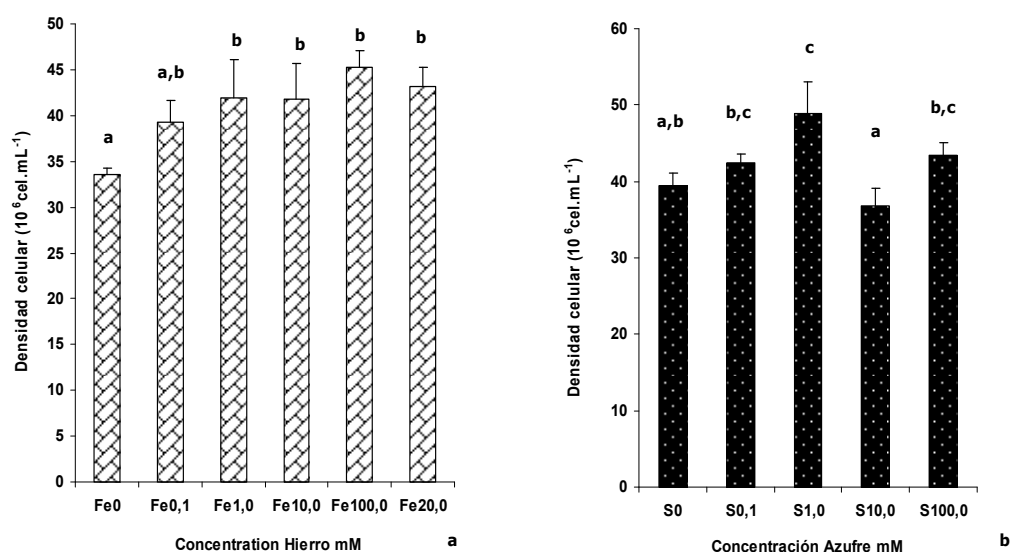 50
45
40
35
30
25
20
15
10
5
0
Densidad celular (10⁶cel.mL⁻¹)
a
a,b
b
b
b
b
Fe0 Fe0,1 Fe1,0 Fe10,0 Fe100,0 Fe20,0
Concentration Hierro mM
a
60
50
40
30
20
10
0
Densidad celular (10⁶cel.mL⁻¹)
a,b
b,c
c
a
b,c
S0 S0,1 S1,0 S10,0 S100,0
Concentración Azufre mM
b